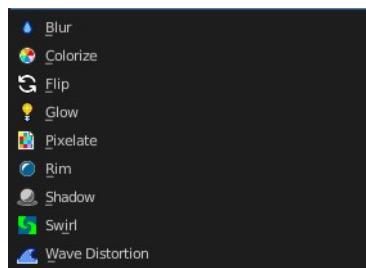 Blur
Colorize
Flip
Glow
Pixelate
Rim
Shadow
Swirl
Wave Distortion